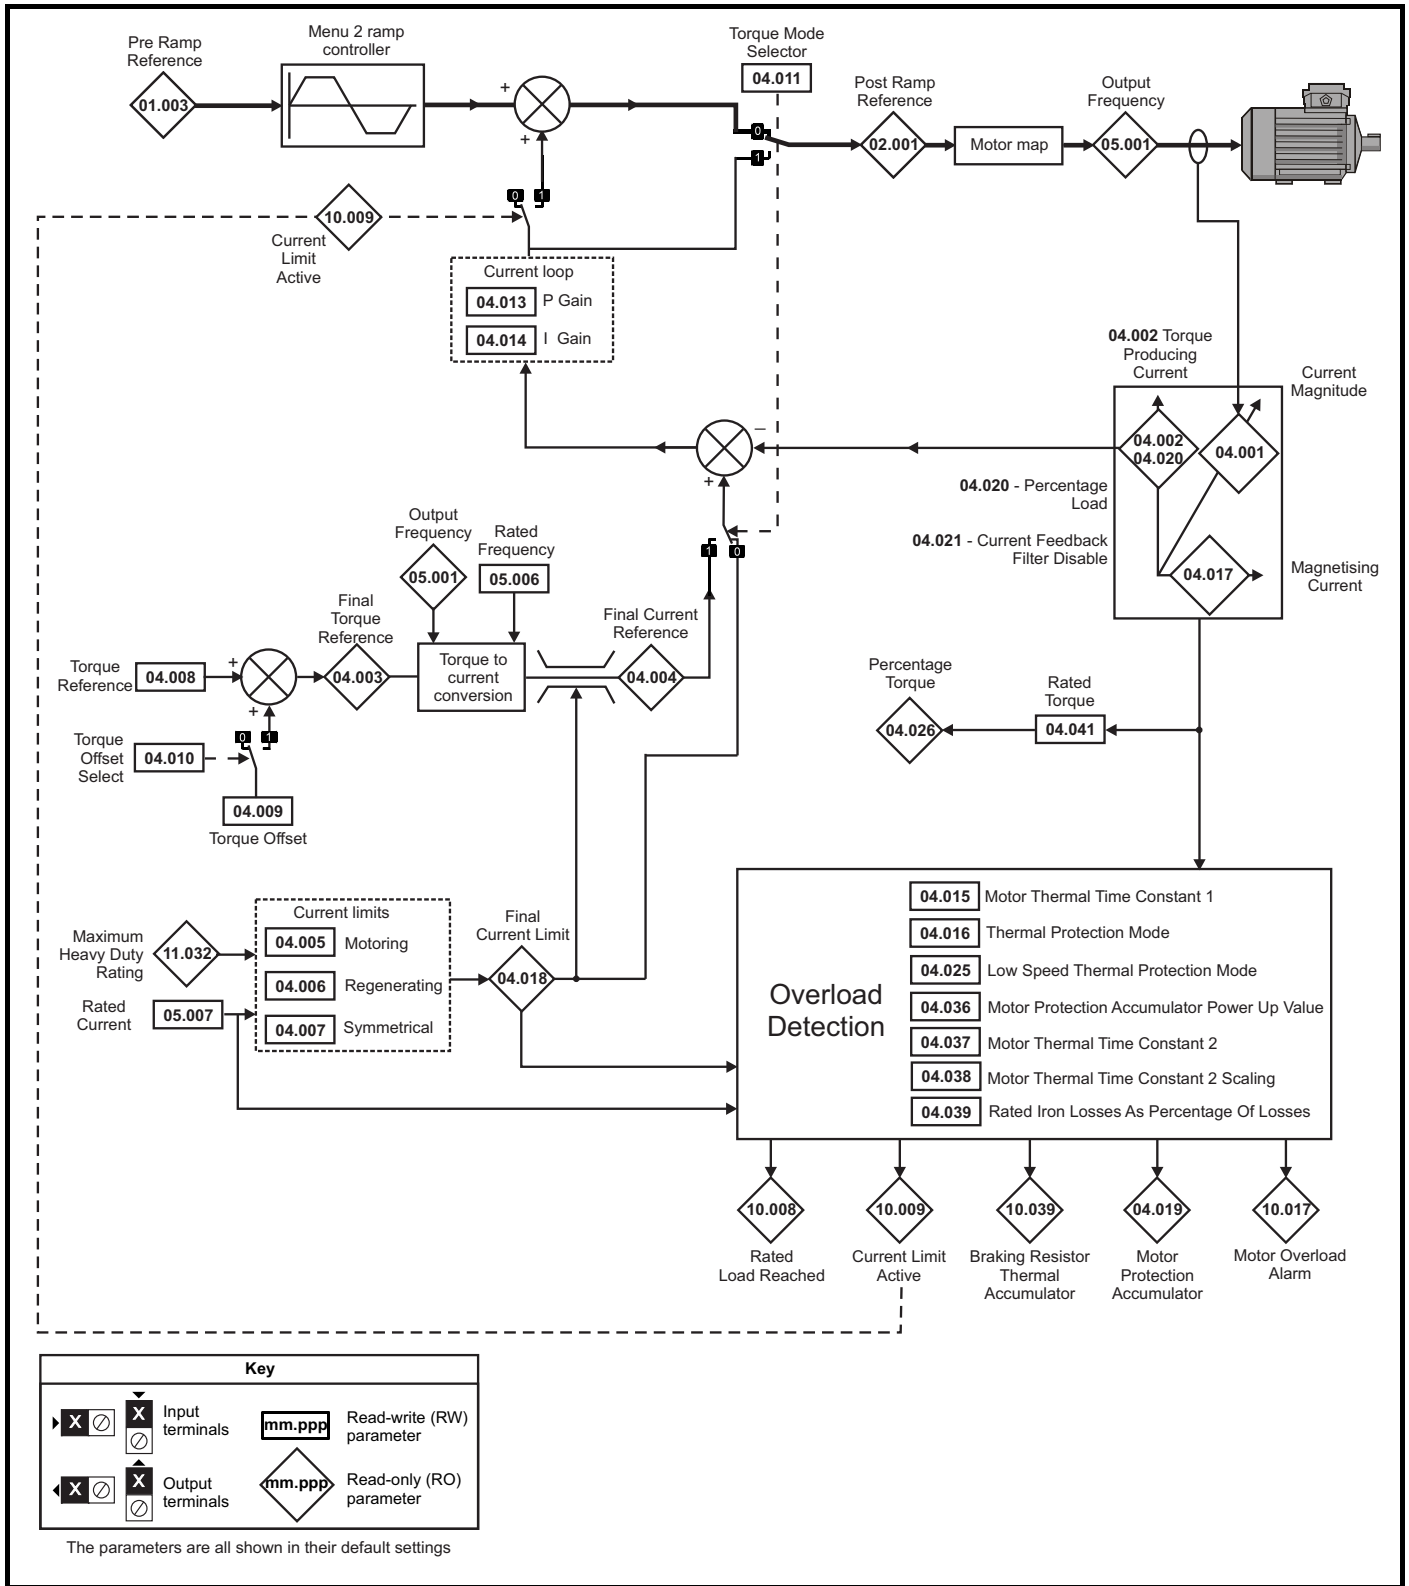 Pre Ramp
Reference
01.003
Menu 2 ramp
controller
+
+
Torque Mode
Selector
04.011
0
1
Post Ramp
Reference
02.001
Motor map
Output
Frequency
05.001
0
1
10.009
Current
Limit
Active
Current loop
04.013 P Gain
04.014 I Gain
04.002 Torque
Producing
Current
Current
Magnitude
04.002
04.020
04.001
04.020 - Percentage
Load
04.021 - Current Feedback
Filter Disable
04.017
Magnetising
Current
–
+
1
0
Output
Frequency
05.001
Rated
Frequency
05.006
Final
Torque
Reference
04.003
Torque to
current
conversion
Final Current
Reference
04.004
Torque
Reference
04.008
+
+
0
1
Torque
Offset
Select
04.010
04.009
Torque Offset
Percentage
Torque
04.026
Rated
Torque
04.041
Maximum
Heavy Duty
Rating
11.032
Rated
Current
05.007
Current limits
04.005 Motoring
04.006 Regenerating
04.007 Symmetrical
Final
Current Limit
04.018
Overload
Detection
04.015 Motor Thermal Time Constant 1
04.016 Thermal Protection Mode
04.025 Low Speed Thermal Protection Mode
04.036 Motor Protection Accumulator Power Up Value
04.037 Motor Thermal Time Constant 2
04.038 Motor Thermal Time Constant 2 Scaling
04.039 Rated Iron Losses As Percentage Of Losses
10.008
Rated
Load Reached
10.009
Current Limit
Active
10.039
Braking Resistor
Thermal
Accumulator
04.019
Motor
Protection
Accumulator
10.017
Motor Overload
Alarm
Key
X
X
Input
terminals
mm.ppp
Read-write (RW)
parameter
X
X
Output
terminals
mm.ppp
Read-only (RO)
parameter
The parameters are all shown in their default settings